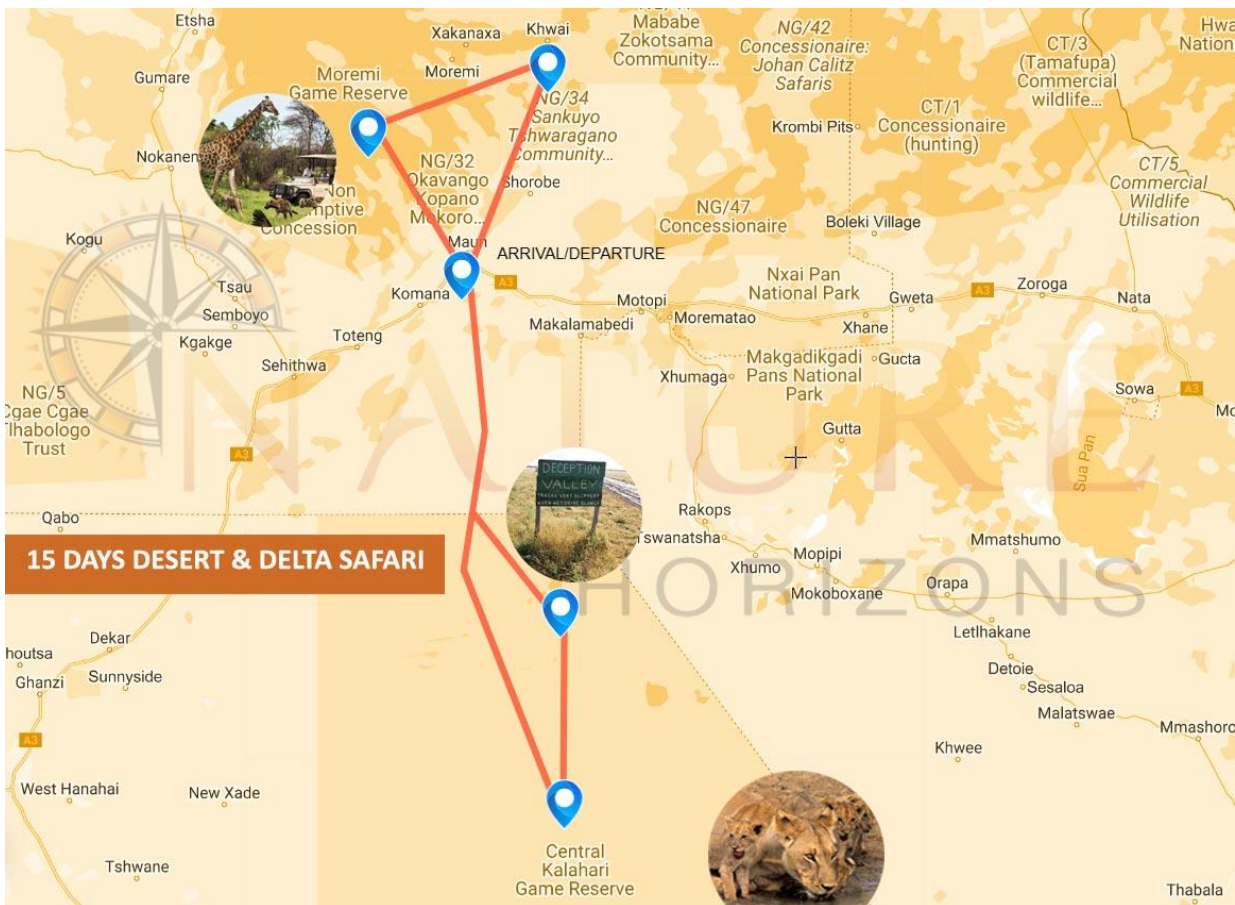 Etsha
Xakanaxa
Khwai
Mababe
Zokotsama
Community...
NG/42
Concessionaire:
Johan Calitz
Safaris
CT/3
(Tamafupa)
Commercial
wildlife...
Hwa
Nation
Gumare
Moremi
Game Reserve
Moremi
NG/34
Sankuyo
Tshwaragano
Community...
CT/1
Concessionaire
(hunting)
Krombi Pits
Nokanen
NG/32
Okavango
Kopano
Mokoro...
Shorobe
CT/5
Commercial
Wildlife
Utilisation
Concession
NG/47
Concessionaire
Boleki Village
Kogu
Maun
ARRIVAL/DEPARTURE
Tsau
Komana
A3
Nxai Pan
National Park
Gweta
A3
Zoroga
Nata
Semboyo
Motopi
Morematao
Xhane
Kgakge
Toteng
Makalamabedi
Makgadikgadi
Pans National
Park
Gucta
Sehithwa
Xhumaga
Sowa
A3
Mo
NG/5
Cgae Cgae
Tlhabologo
Trust
NATURE
HORIZONS
A3
Gutta
Sua Pan
DECEPTION
VALLEY
TRACKS VERY SLIPPERY
Qabo
Rakops
Tswanatsha
Xhumo
Mopipi
Mokoboxane
Mmatshumo
Orapa
15 DAYS DESERT & DELTA SAFARI
Letlhakane
Dekar
Detoie
houtsa
Ghanzi
Sunnyside
Sesaloa
Malatswae
Mmashoro
A3
Khwee
West Hanahai
New Xade
Central
Kalahari
Game Reserve
Tshwane
Thabala